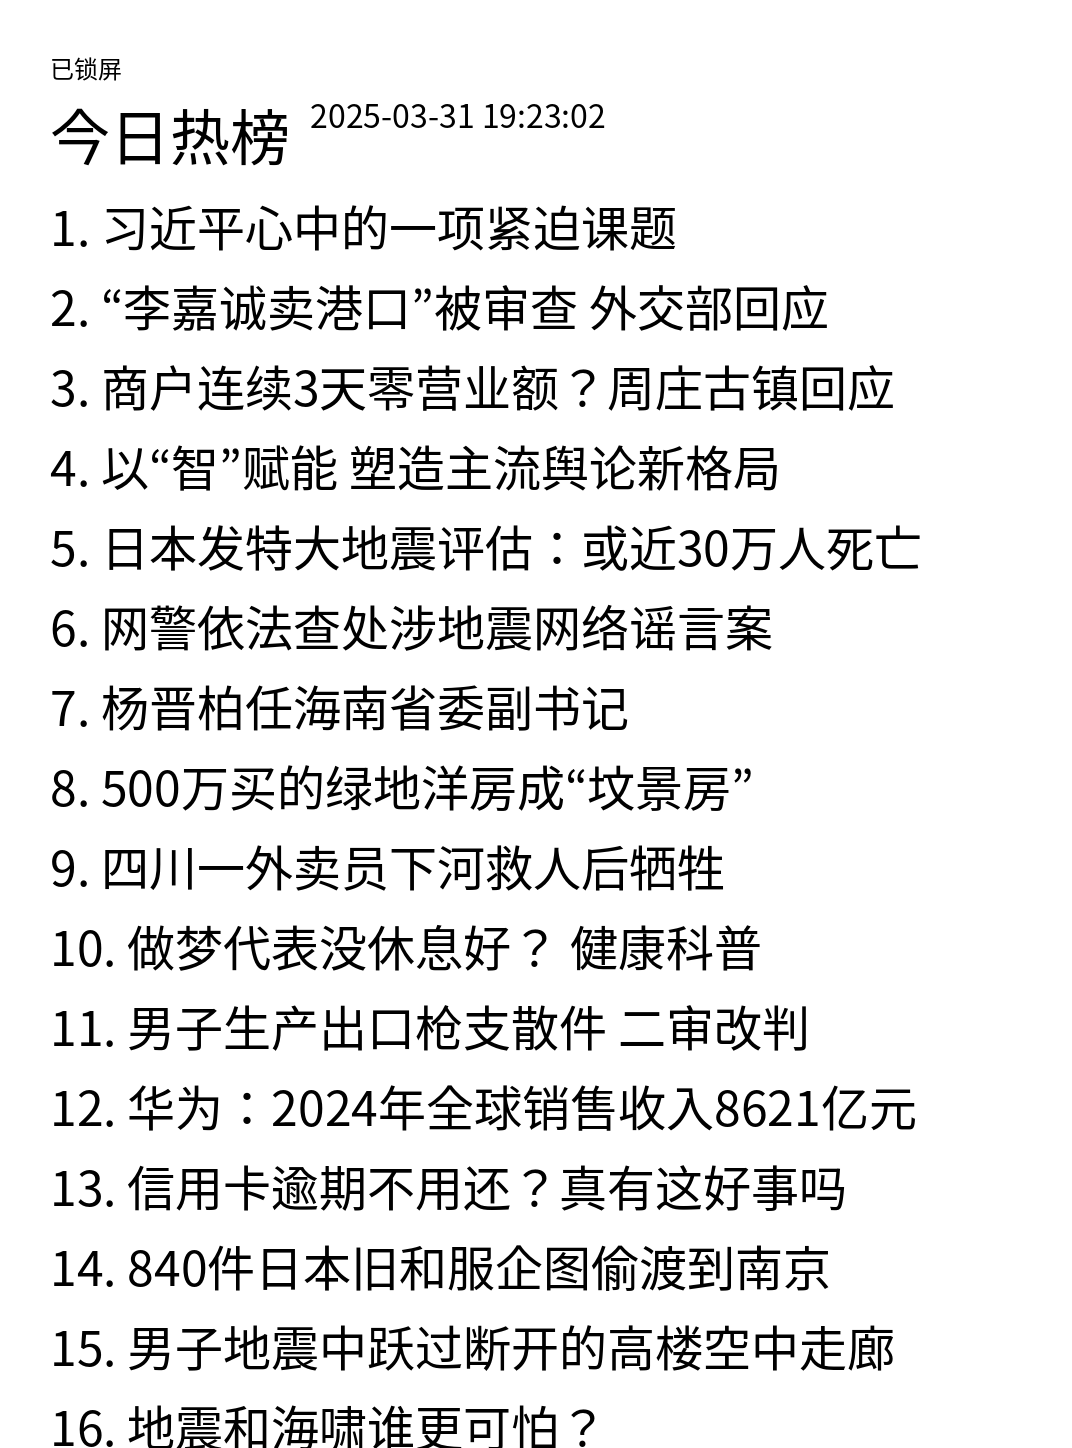 已锁屏
今日热榜 2025-03-31 19:23:02
1. 习近平心中的一项紧迫课题
2. “李嘉诚卖港口”被审查 外交部回应
3. 商户连续3天零营业额？周庄古镇回应
4. 以“智”赋能 塑造主流舆论新格局
5. 日本发特大地震评估：或近30万人死亡
6. 网警依法查处涉地震网络谣言案
7. 杨晋柏任海南省委副书记
8. 500万买的绿地洋房成“坟景房”
9. 四川一外卖员下河救人后牺牲
10. 做梦代表没休息好？ 健康科普
11. 男子生产出口枪支散件 二审改判
12. 华为：2024年全球销售收入8621亿元
13. 信用卡逾期不用还？真有这好事吗
14. 840件日本旧和服企图偷渡到南京
15. 男子地震中跃过断开的高楼空中走廊
16. 地震和海啸谁更可怕？